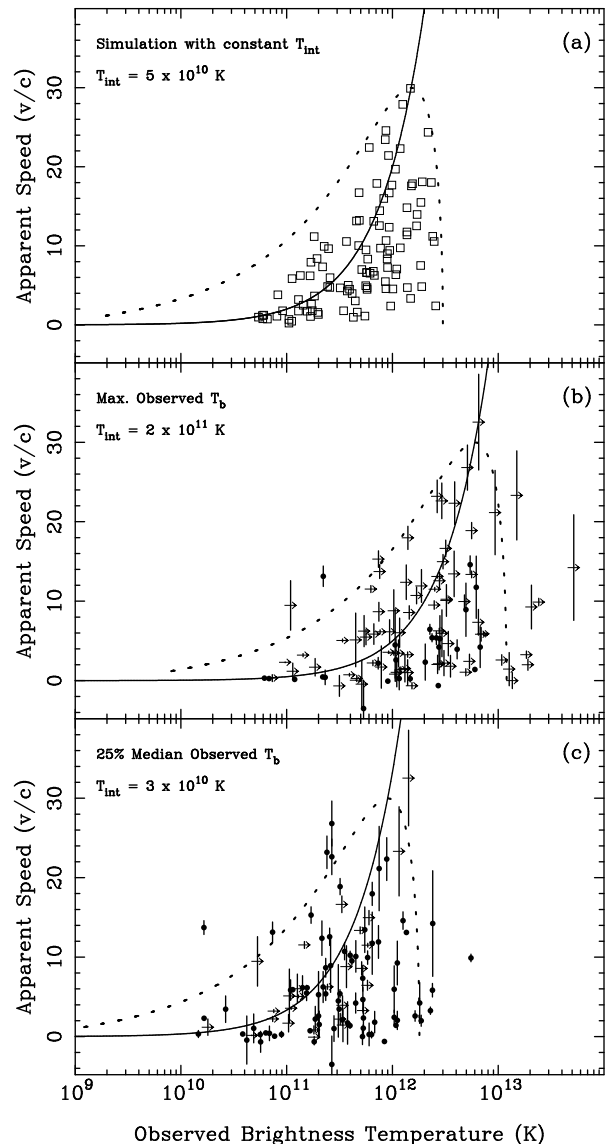 Simulation with constant T_int
(a)
T_int = 5 x 10^10 K
Apparent Speed (v/c)
30
20
10
0
Max. Observed T_b
(b)
T_int = 2 x 10^11 K
Apparent Speed (v/c)
30
20
10
0
25% Median Observed T_b
(c)
T_int = 3 x 10^10 K
Apparent Speed (v/c)
30
20
10
0
10^9 10^10 10^11 10^12 10^13
Observed Brightness Temperature (K)